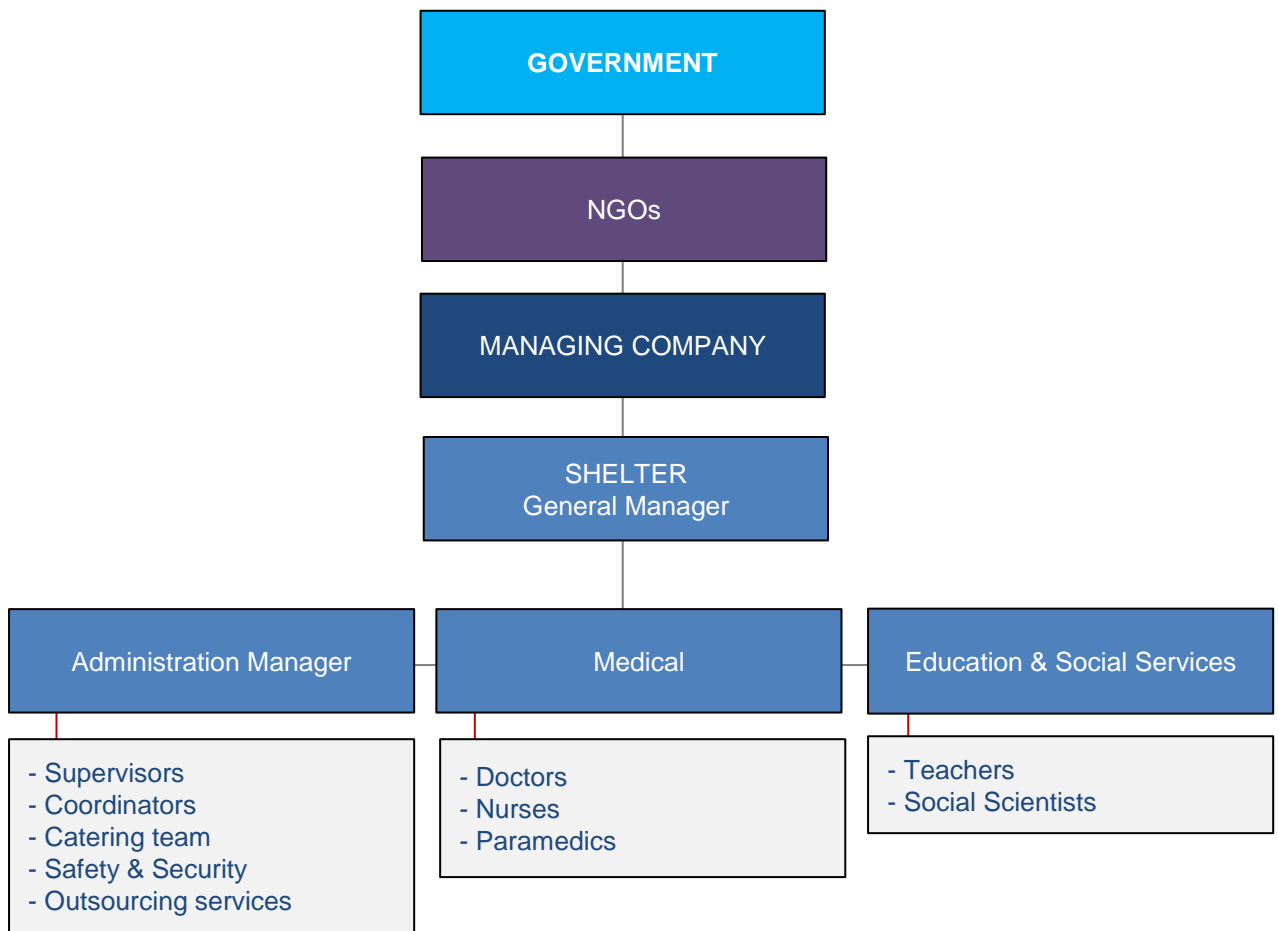 GOVERNMENT
NGOs
MANAGING COMPANY
SHELTER
General Manager
Administration Manager
Medical
Education & Social Services
- Supervisors
- Coordinators
- Catering team
- Safety & Security
- Outsourcing services
- Doctors
- Nurses
- Paramedics
- Teachers
- Social Scientists